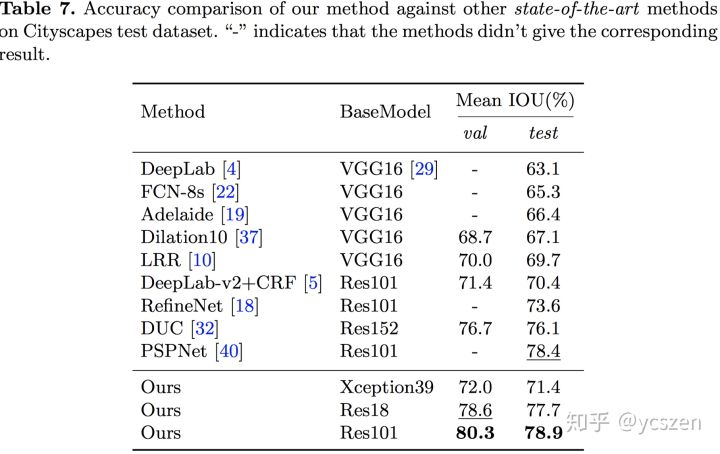 Table 7. Accuracy comparison of our method against other state-of-the-art methods
on Cityscapes test dataset. “-” indicates that the methods didn’t give the corresponding
result.
Method BaseModel Mean IOU(%)
val test
DeepLab [4] VGG16 [29] - 63.1
FCN-8s [22] VGG16 - 65.3
Adelaide [19] VGG16 - 66.4
Dilation10 [37] VGG16 68.7 67.1
LRR [10] VGG16 70.0 69.7
DeepLab-v2+CRF [5] Res101 71.4 70.4
RefineNet [18] Res101 - 73.6
DUC [32] Res152 76.7 76.1
PSPNet [40] Res101 - 78.4
Ours Xception39 72.0 71.4
Ours Res18 78.6 77.7
Ours Res101 80.3 78.9
知乎 @ycszen